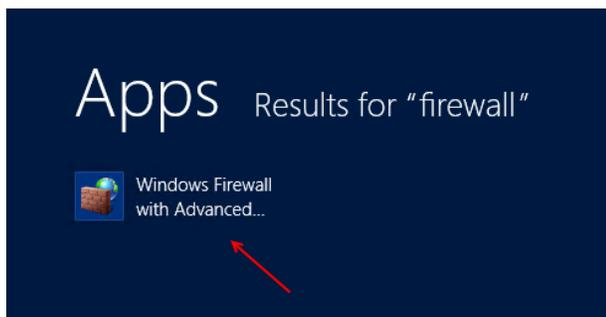 Apps Results for “firewall”
Windows Firewall
with Advanced...